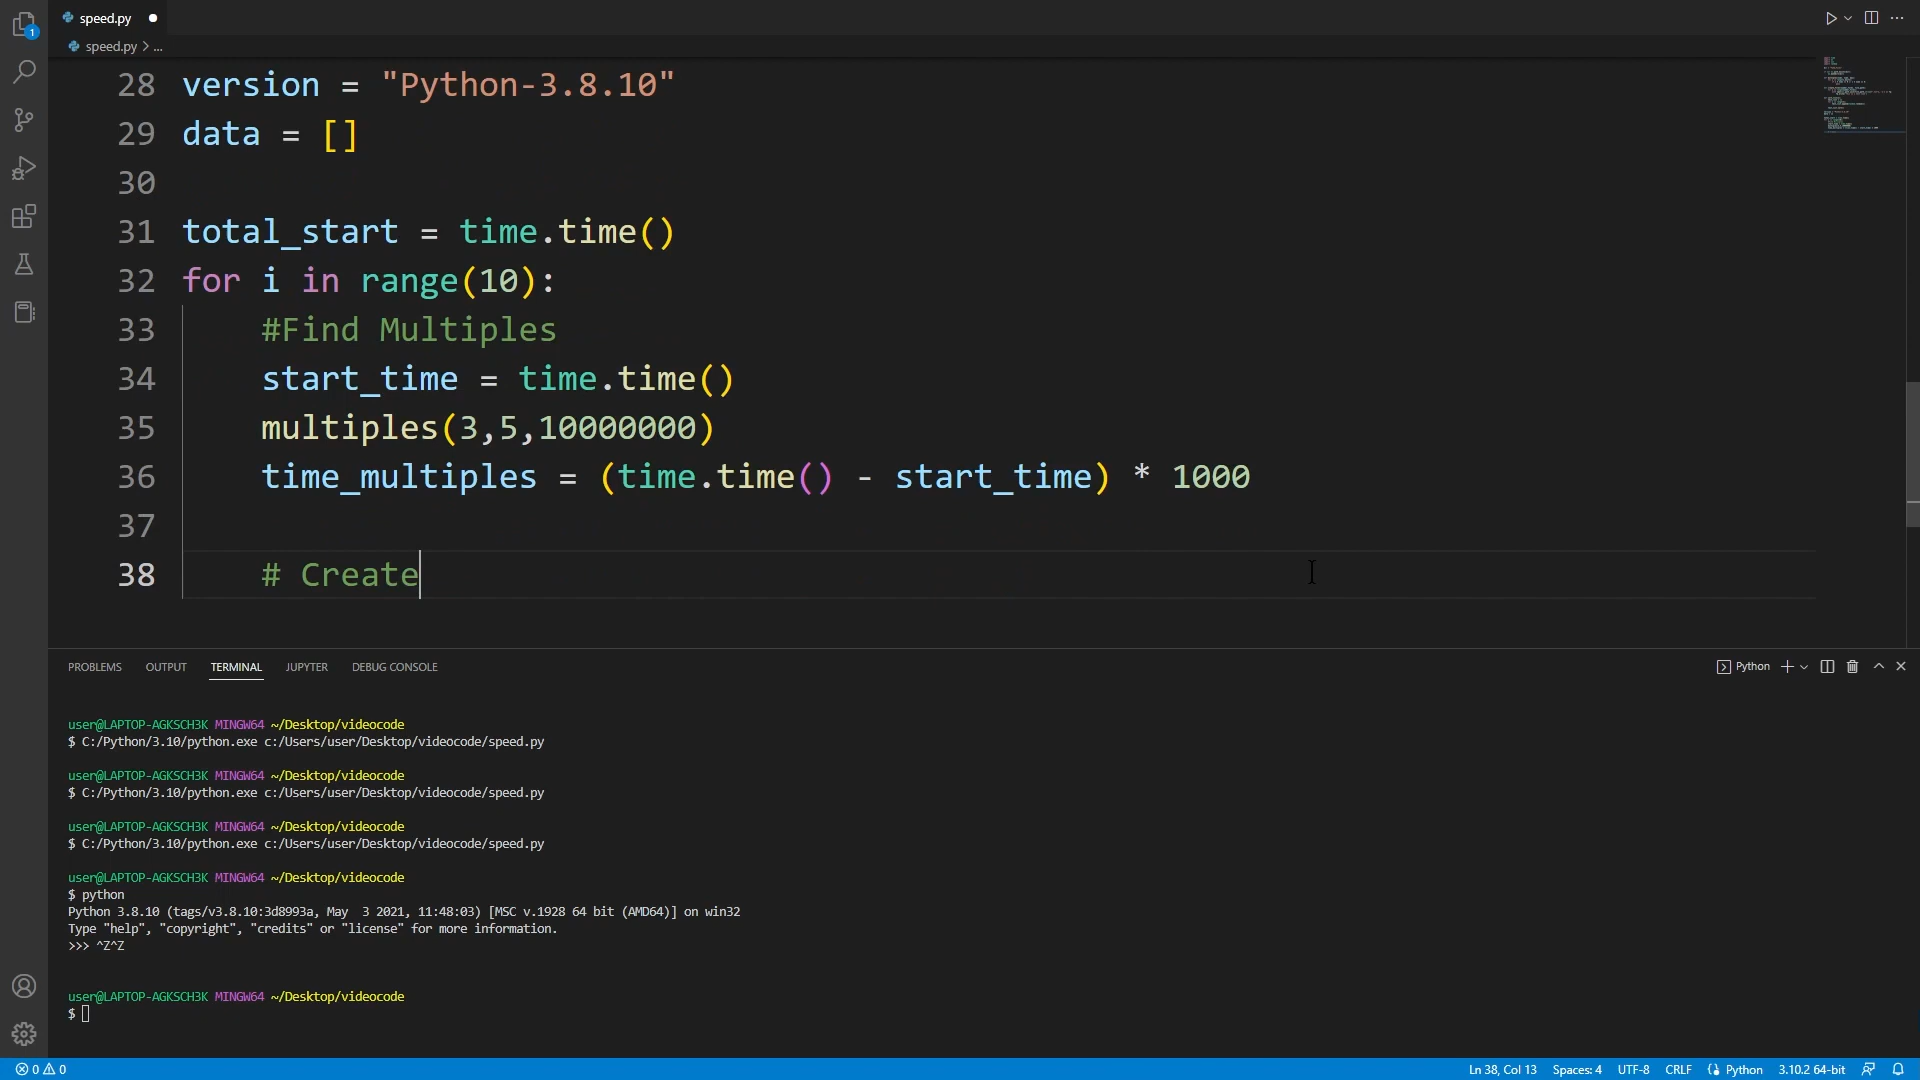 1
speed.py
speed.py > ...
28 version = "Python-3.8.10"
29 data = []
30
31 total_start = time.time()
32 for i in range(10):
33 #Find Multiples
34 start_time = time.time()
35 multiples(3,5,10000000)
36 time_multiples = (time.time() - start_time) * 1000
37
38 # Create
PROBLEMS OUTPUT TERMINAL JUPYTER DEBUG CONSOLE Python
user@LAPTOP-AGKSCH3K MINGW64 ~/Desktop/videocode
$ C:/Python/3.10/python.exe c:/Users/user/Desktop/videocode/speed.py
user@LAPTOP-AGKSCH3K MINGW64 ~/Desktop/videocode
$ C:/Python/3.10/python.exe c:/Users/user/Desktop/videocode/speed.py
user@LAPTOP-AGKSCH3K MINGW64 ~/Desktop/videocode
$ C:/Python/3.10/python.exe c:/Users/user/Desktop/videocode/speed.py
user@LAPTOP-AGKSCH3K MINGW64 ~/Desktop/videocode
$ python
Python 3.8.10 (tags/v3.8.10:3d8993a, May  3 2021, 11:48:03) [MSC v.1928 64 bit (AMD64)] on win32
Type "help", "copyright", "credits" or "license" for more information.
>>> ^Z^Z
user@LAPTOP-AGKSCH3K MINGW64 ~/Desktop/videocode
$
0 0 Ln 38, Col 13 Spaces: 4 UTF-8 CRLF Python 3.10.2 64-bit